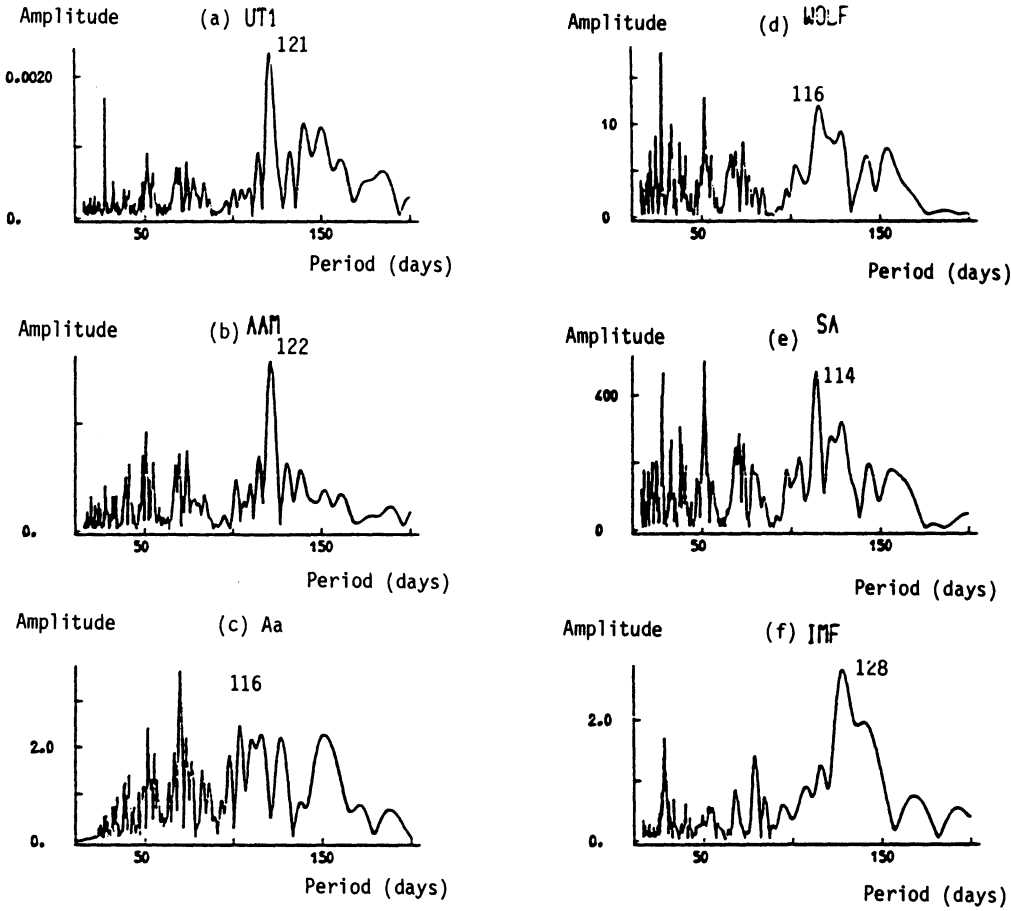 Amplitude (a) UT1
121
0.0020
0.
50 150
Period (days)
Amplitude (b) AAM
122
0.
50 150
Period (days)
Amplitude (c) Aa
116
2.0
0.
50 150
Period (days)
Amplitude (d) WOLF
116
10
0
50 150
Period (days)
Amplitude (e) SA
114
400
0
50 150
Period (days)
Amplitude (f) IMF
128
2.0
0.
50 150
Period (days)